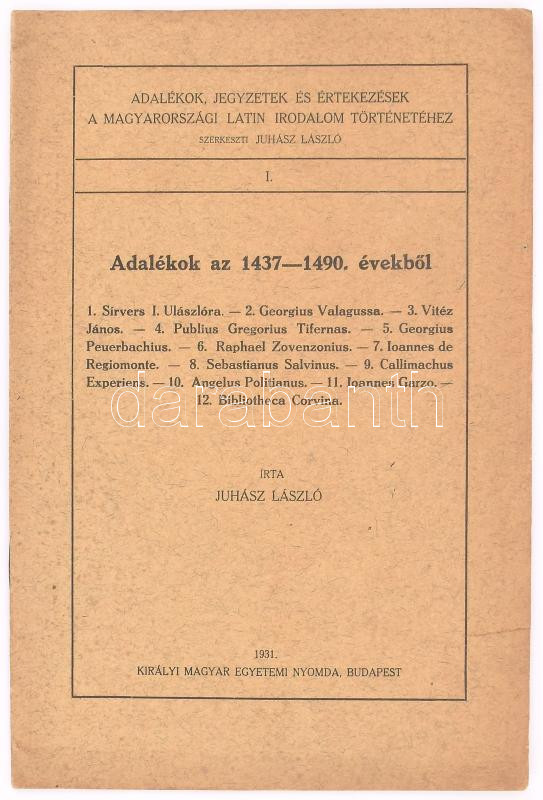 ADALÉKOK, JEGYZETEK ÉS ÉRTEKEZÉSEK
A MAGYARORSZÁGI LATIN IRODALOM TÖRTÉNETÉHEZ
SZERKESZTI JUHÁSZ LÁSZLÓ
I.
Adalékok az 1437—1490. évekből
1. Sírvers I. Ulászlóra. — 2. Georgius Valagussa. — 3. Vitéz
János. — 4. Publius Gregorius Tifernas. — 5. Georgius
Peuerbachius. — 6. Raphael Zovenzonius. — 7. Ioannes de
Regiomonte. — 8. Sebastianus Salvinus. — 9. Callimachus
Experiens. — 10. Angelus Politianus. — 11. Ioannes Garzo. —
12. Bibliotheca Corvina.
darabanth
ÍRTA
JUHÁSZ LÁSZLÓ
1931.
KIRÁLYI MAGYAR EGYETEMI NYOMDA, BUDAPEST